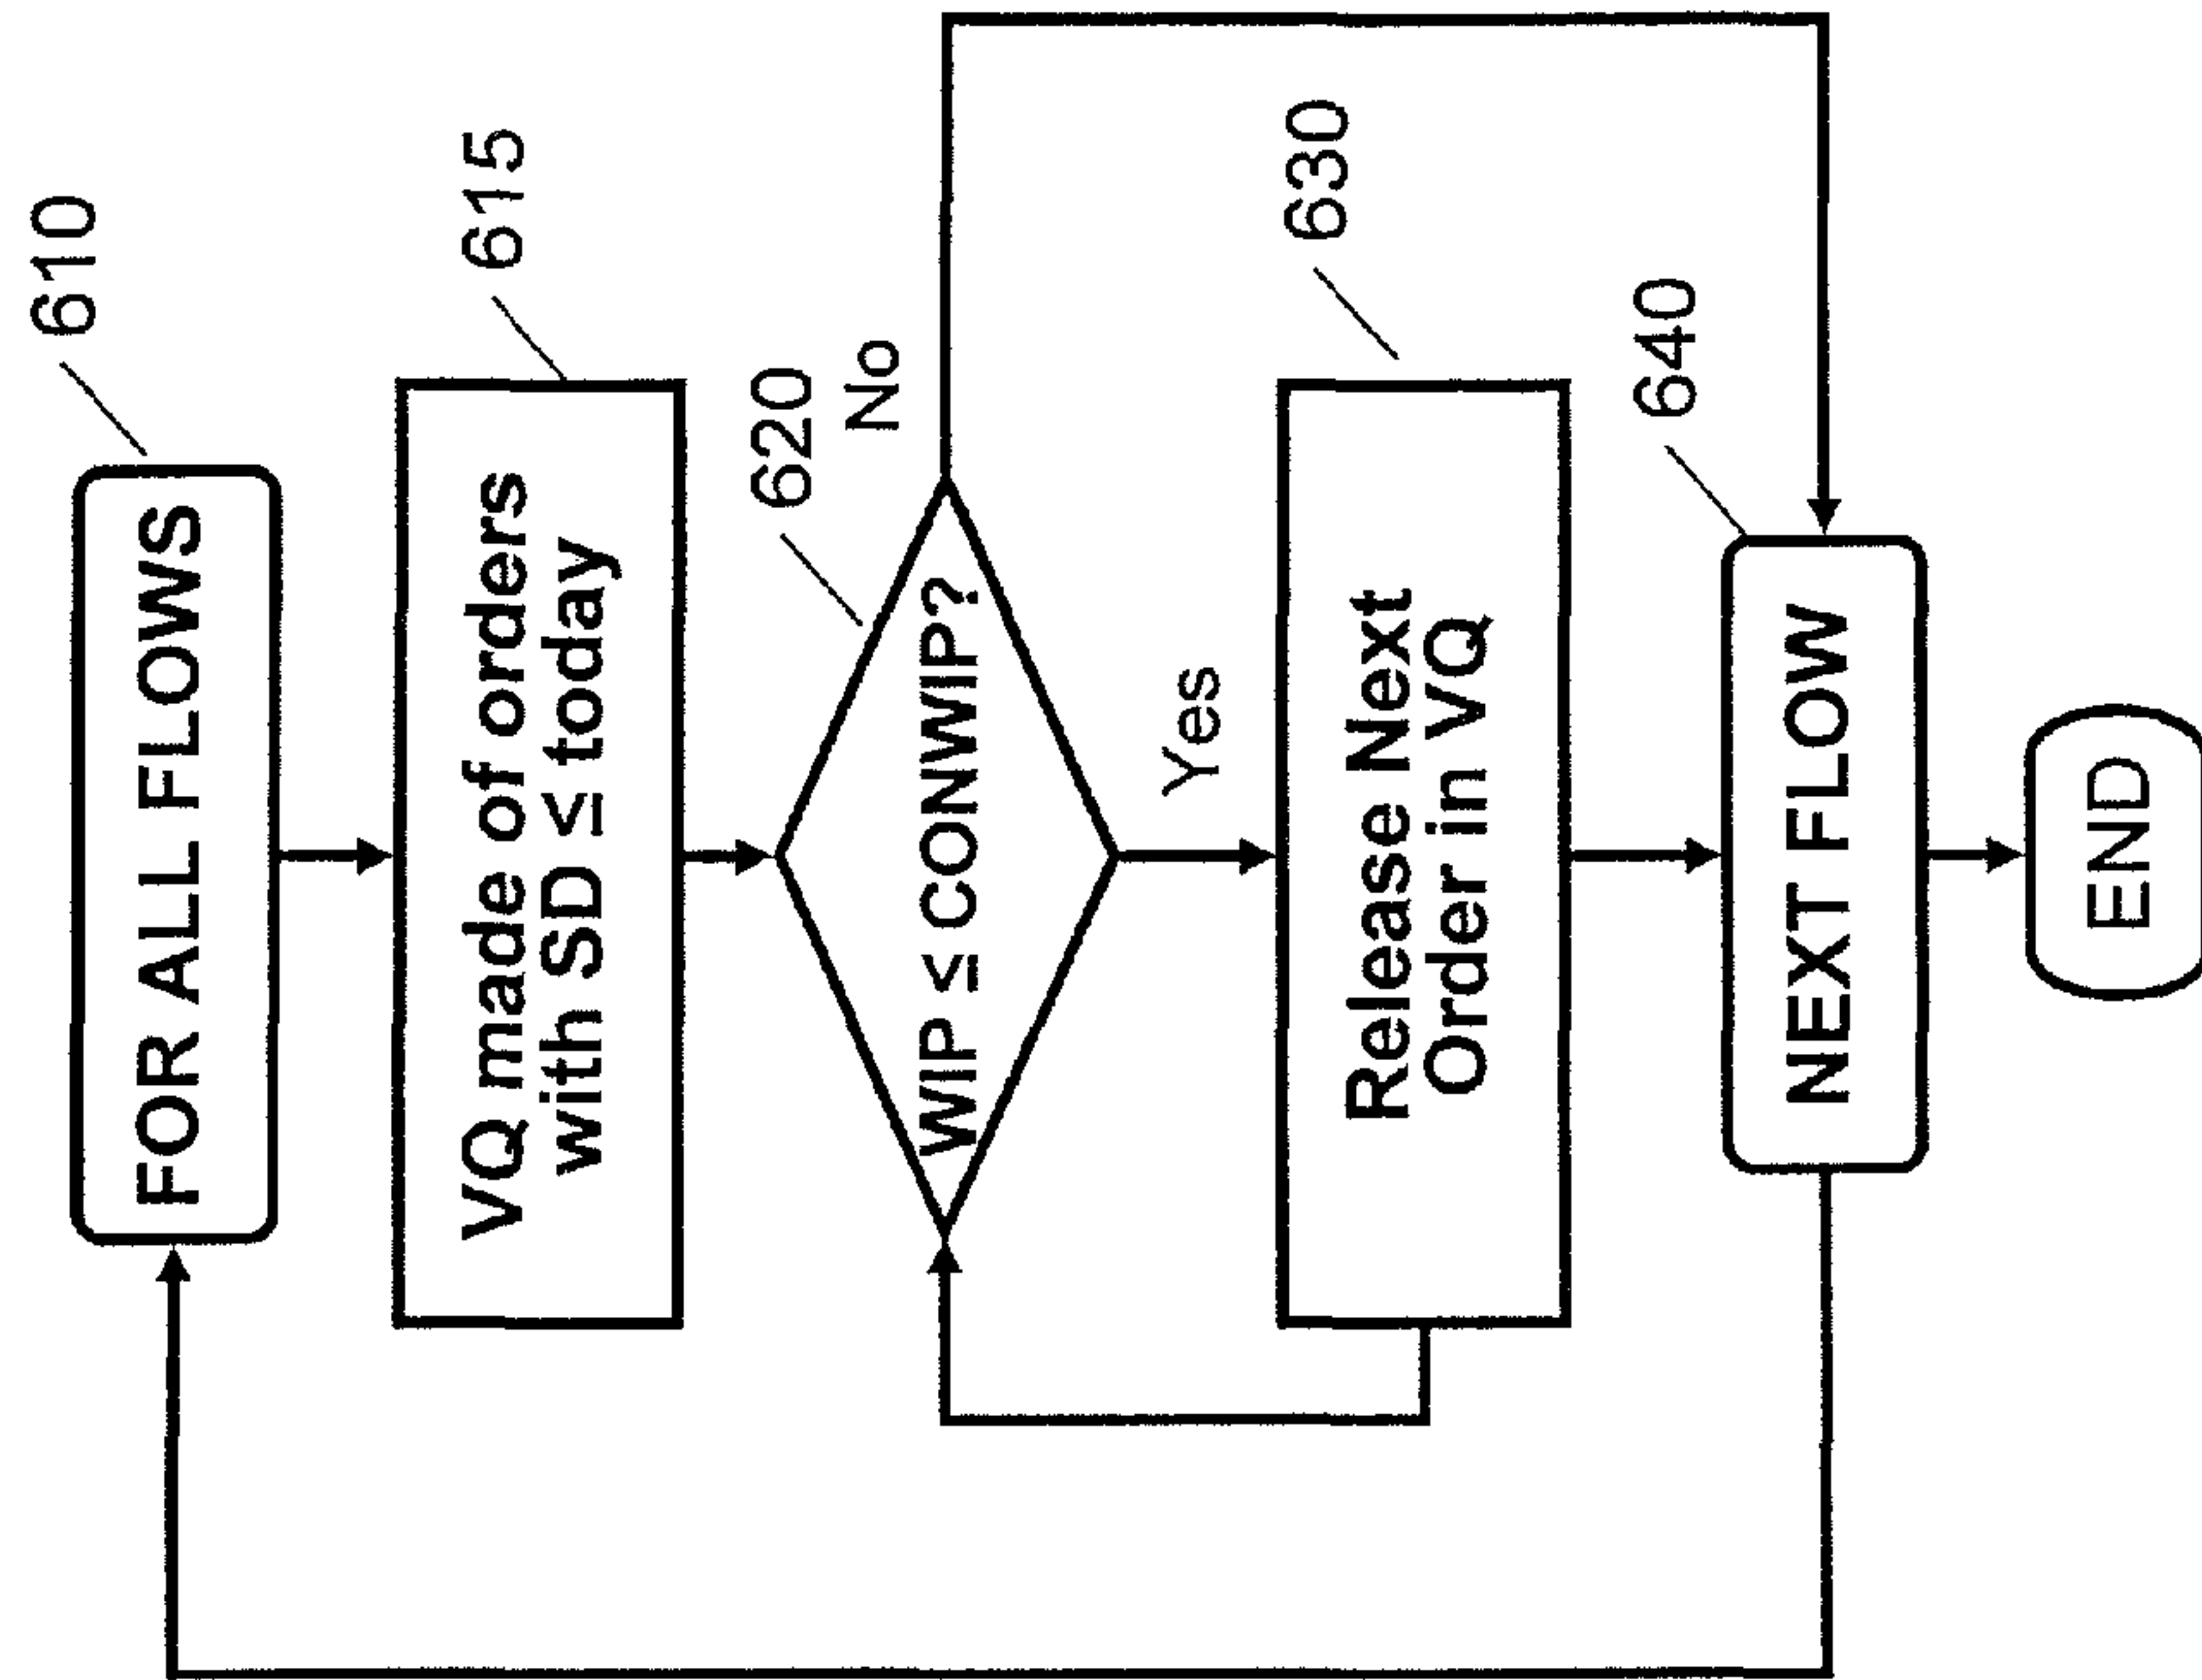 FOR ALL FLOWS
610
VQ made of orders
with SD ≤ today
615
620
WIP ≤ CONWIP?
No
Yes
Release Next
Order in VQ
630
NEXT FLOW
640
END